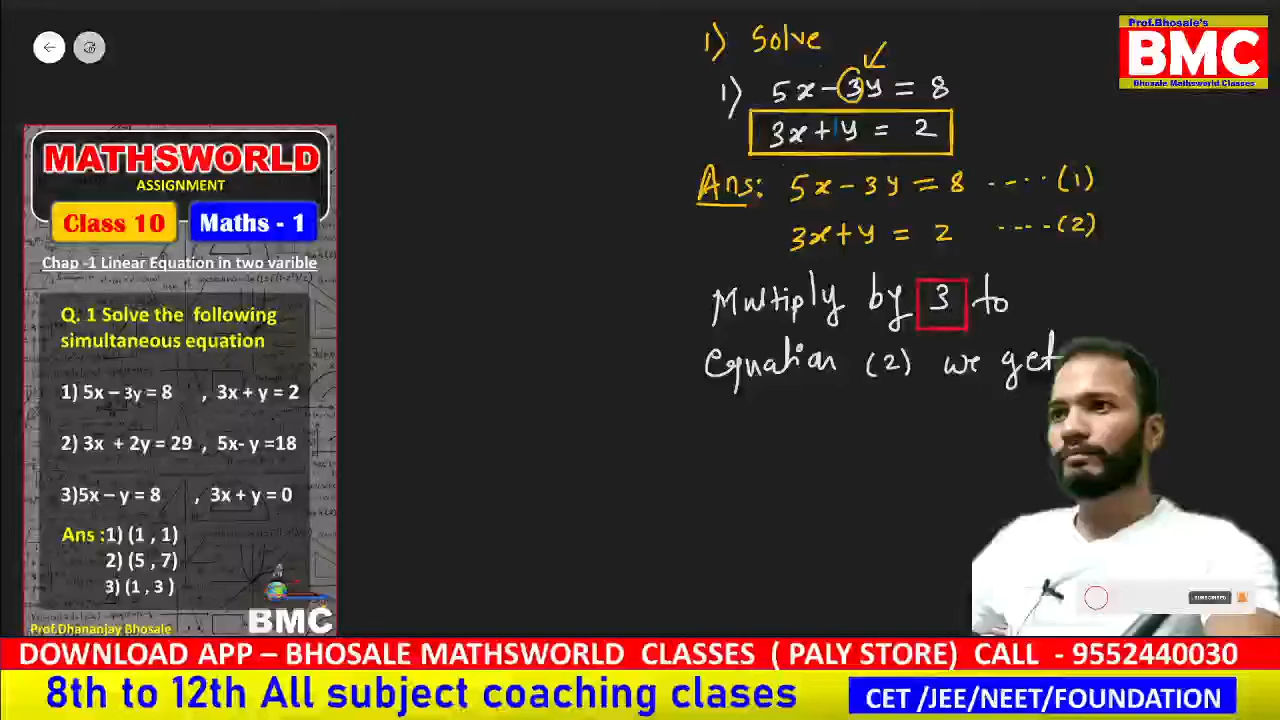 1) Solve
1) 5x - 3y = 8
3x + 1y = 2
Ans: 5x - 3y = 8 ..... (1)
3x + y = 2 ....(2)
Multiply by 3 to
Equation (2) we get
Prof.Bhosale's
BMC
Bhosale Mathsworld Classes
MATHSWORLD
ASSIGNMENT
Class 10
Maths - 1
Chap -1 Linear Equation in two varible
Q. 1 Solve the following
simultaneous equation
1) 5x – 3y = 8 , 3x + y = 2
2) 3x + 2y = 29 , 5x- y =18
3)5x – y = 8 , 3x + y = 0
Ans :1) (1 , 1)
2) (5 , 7)
3) (1 , 3 )
BMC
Prof.Dhananjay Bhosale
SUBSCRIBED
DOWNLOAD APP – BHOSALE MATHSWORLD CLASSES ( PALY STORE) CALL - 9552440030
8th to 12th All subject coaching clases
CET /JEE/NEET/FOUNDATION